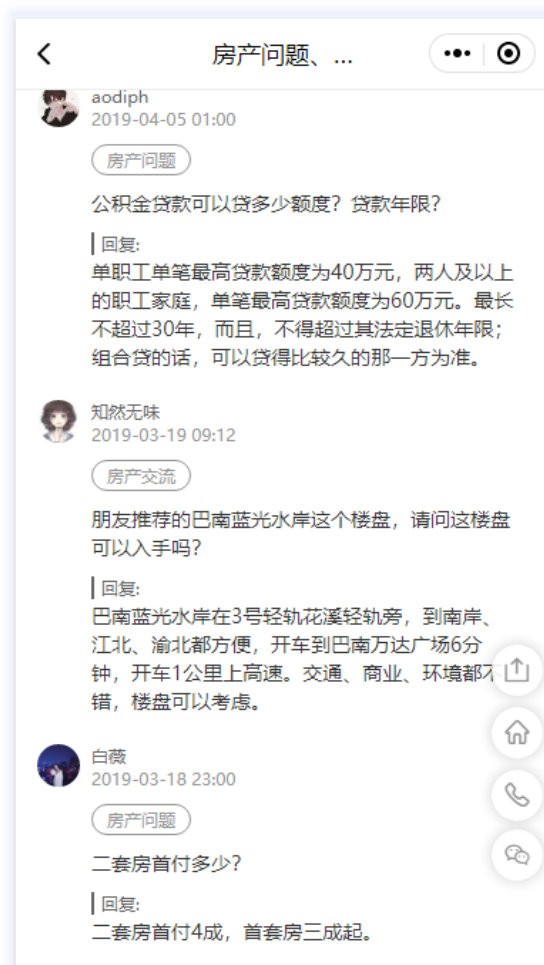 房产问题、...
aodiph
2019-04-05 01:00
房产问题
公积金贷款可以贷多少额度？贷款年限？
回复:
单职工单笔最高贷款额度为40万元，两人及以上
的职工家庭，单笔最高贷款额度为60万元。最长
不超过30年，而且，不得超过其法定退休年限；
组合贷的话，可以贷得比较久的那一方为准。
知然无味
2019-03-19 09:12
房产交流
朋友推荐的巴南蓝光水岸这个楼盘，请问这楼盘
可以入手吗？
回复:
巴南蓝光水岸在3号轻轨花溪轻轨旁，到南岸、
江北、渝北都方便，开车到巴南万达广场6分
钟，开车1公里上高速。交通、商业、环境都不
错，楼盘可以考虑。
白薇
2019-03-18 23:00
房产问题
二套房首付多少？
回复:
二套房首付4成，首套房三成起。